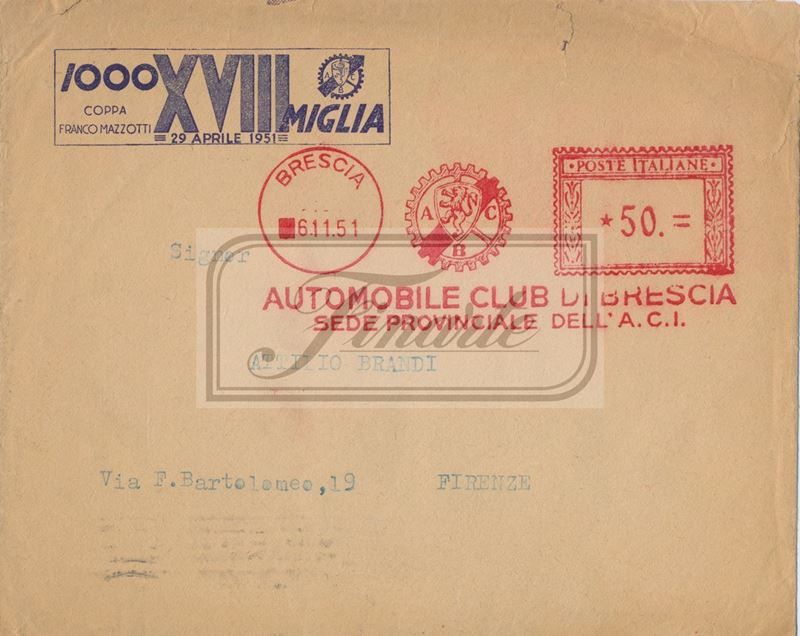 1000 XVIII MIGLIA
COPPA
FRANCO MAZZOTTI
29 APRILE 1951
A C
B
BRESCIA
6.11.51
A C
B
· POSTE ITALIANE ·
* 50. =
AUTOMOBILE CLUB DI BRESCIA
SEDE PROVINCIALE DELL'A.C.I.
Signor
Finarte
ATTILIO BRANDI
Via F.Bartolomeo,19 FIRENZE